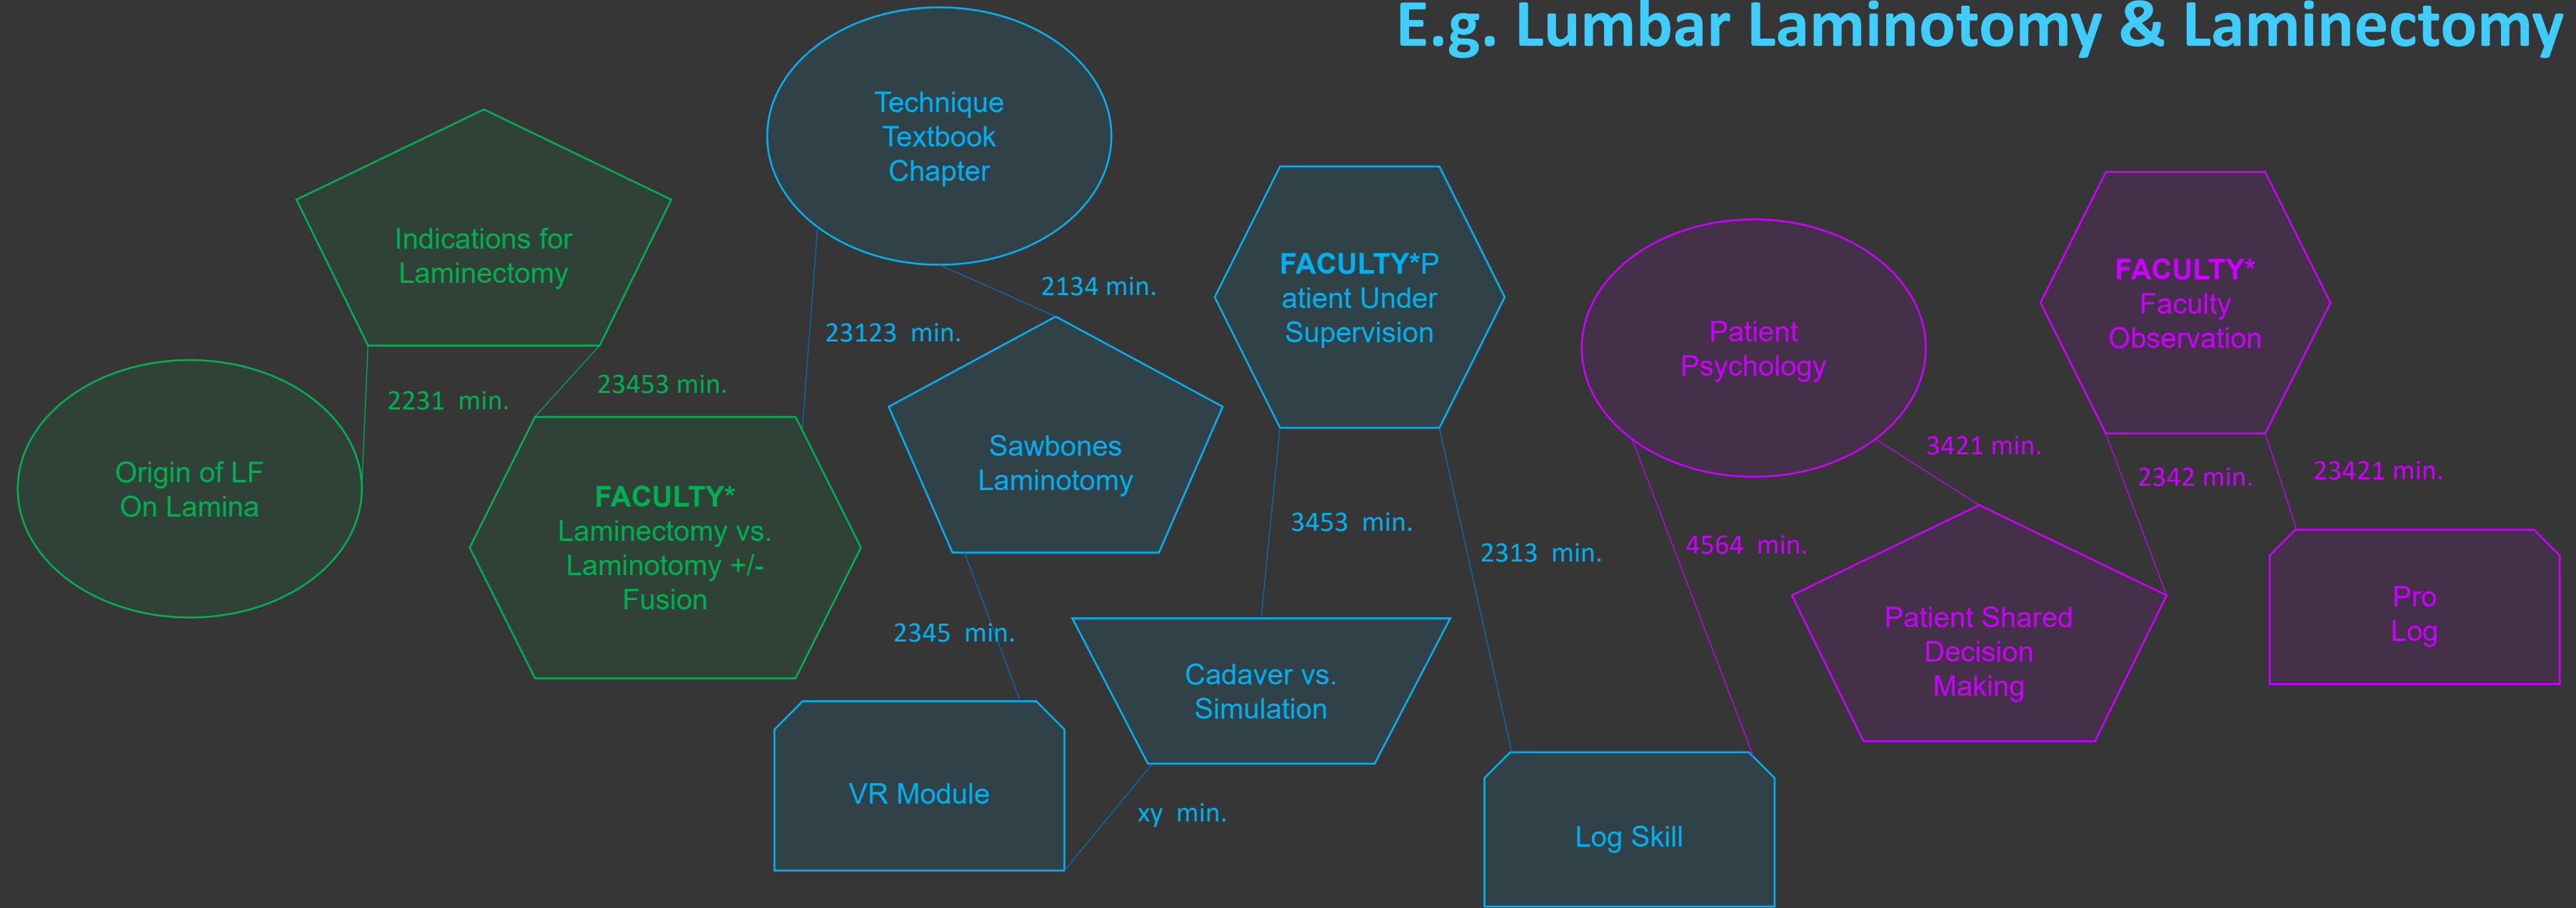 E.g. Lumbar Laminotomy & Laminectomy
Origin of LF
On Lamina
2231  min.
Indications for
Laminectomy
23453 min.
FACULTY*
Laminectomy vs.
Laminotomy +/-
Fusion
23123  min.
Technique
Textbook
Chapter
2134 min.
Sawbones
Laminotomy
2345  min.
VR Module
xy  min.
Cadaver vs.
Simulation
3453  min.
FACULTY*P
atient Under
Supervision
2313  min.
Log Skill
4564  min.
Patient
Psychology
3421 min.
Patient Shared
Decision
Making
2342 min.
FACULTY*
Faculty
Observation
23421 min.
Pro
Log